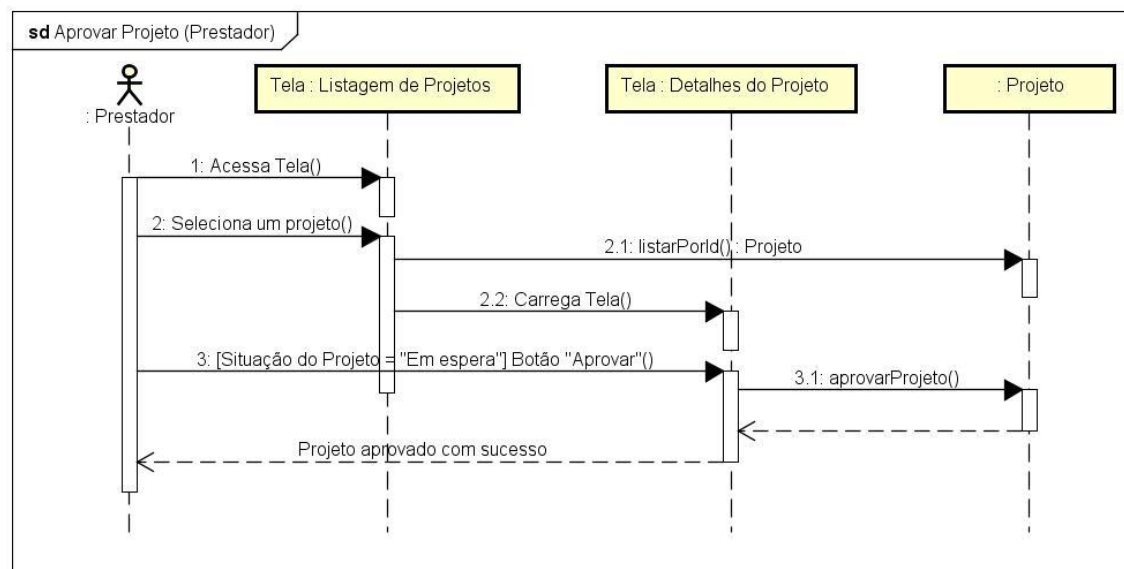 sd Aprovar Projeto (Prestador)
: Prestador
Tela : Listagem de Projetos
Tela : Detalhes do Projeto
: Projeto
1: Acessa Tela()
2: Seleciona um projeto()
2.1: listarPorId() : Projeto
2.2: Carrega Tela()
3: [Situação do Projeto = "Em espera"] Botão "Aprovar"()
3.1: aprovarProjeto()
Projeto aprovado com sucesso